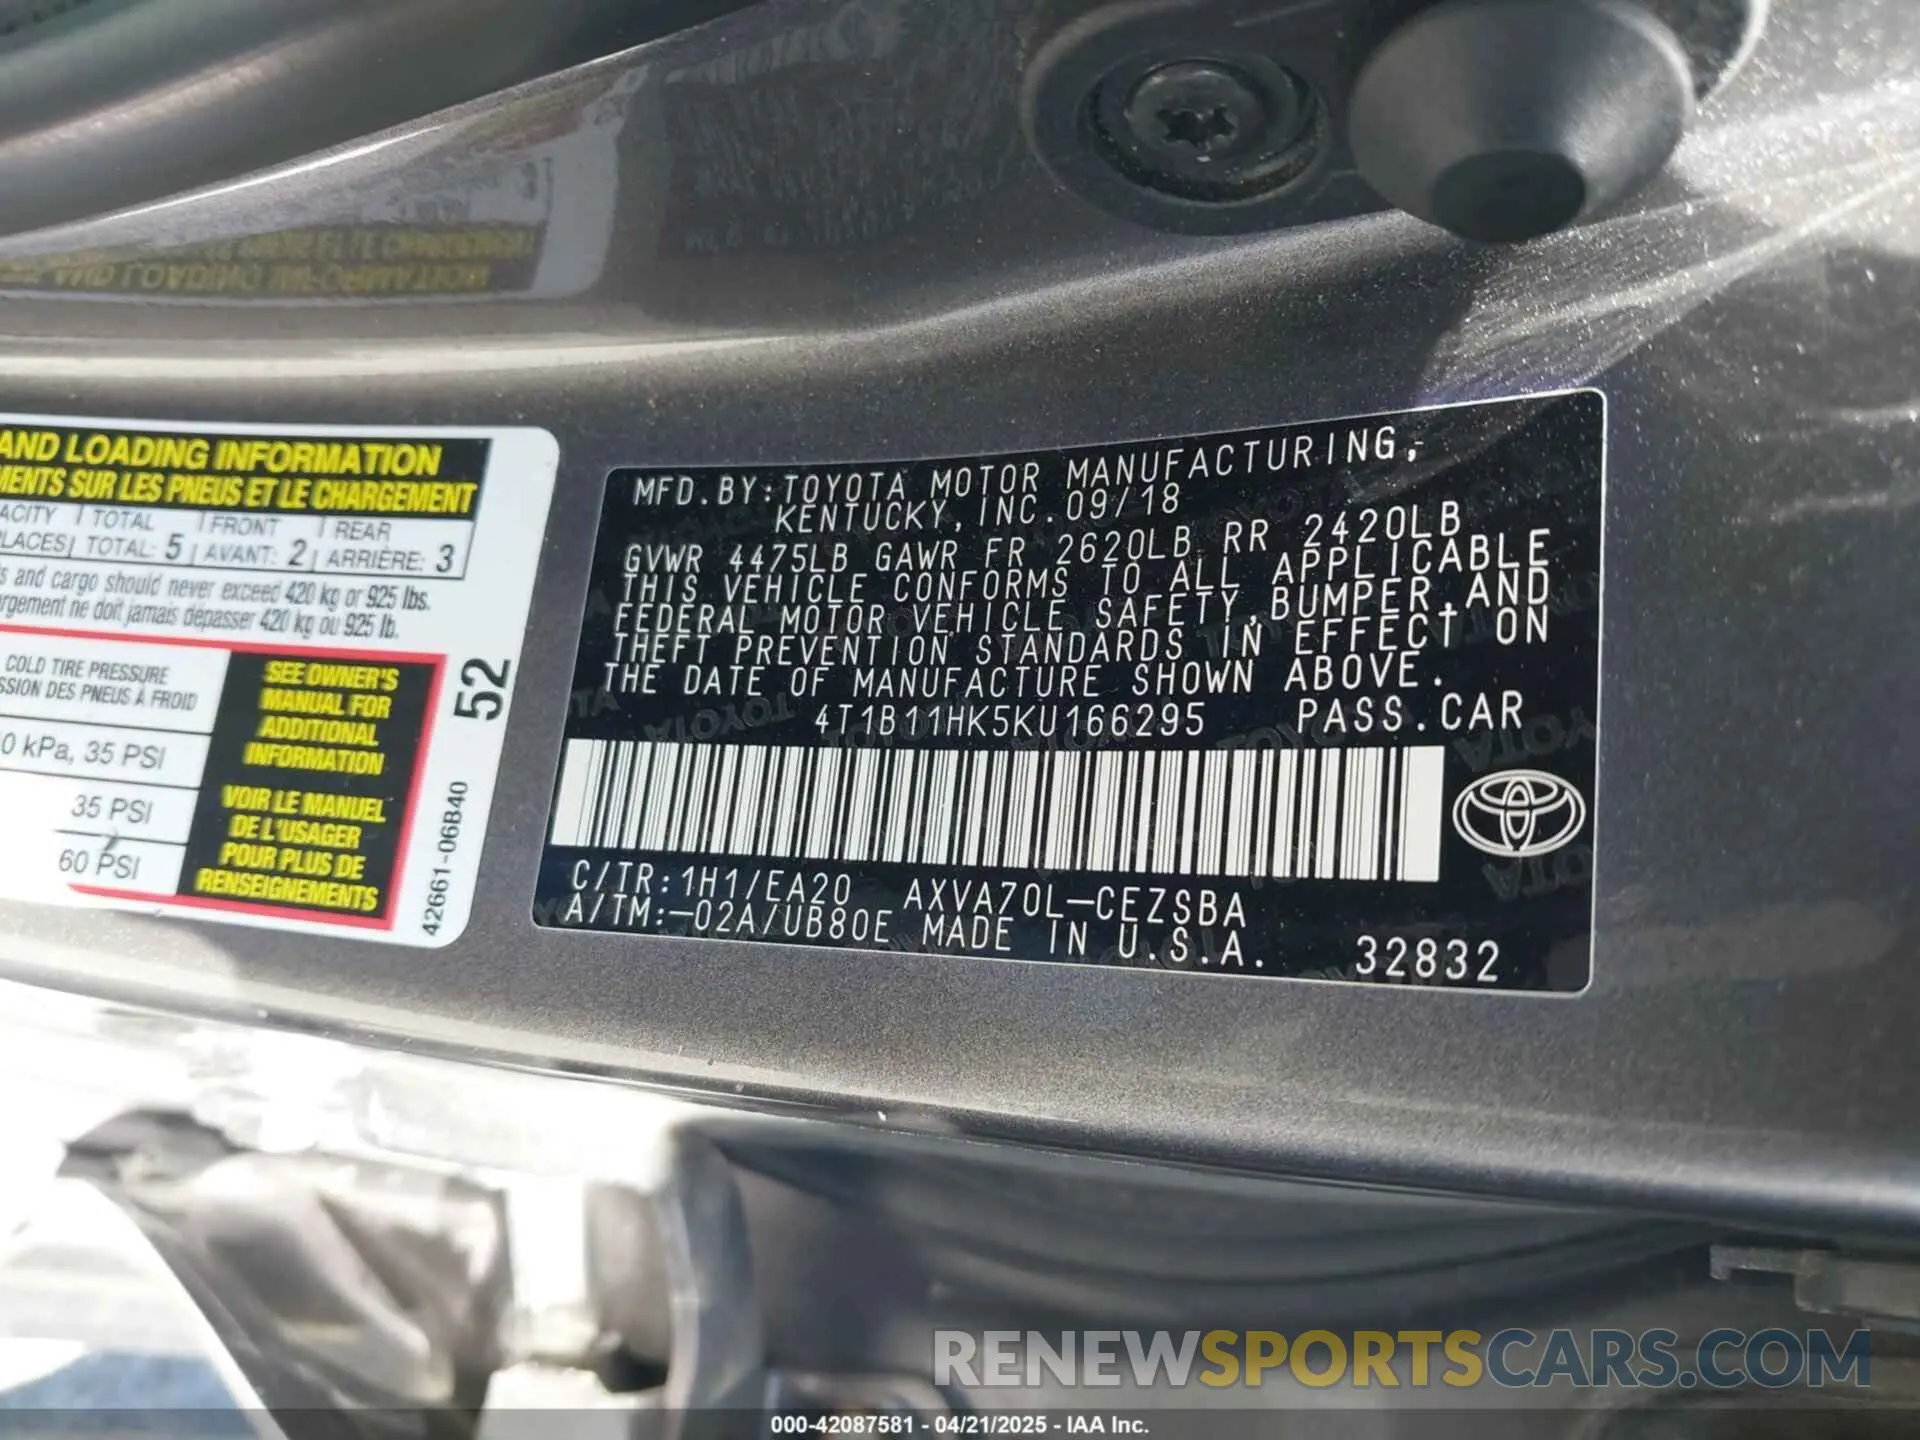 AND LOADING INFORMATION
MENTS SUR LES PNEUS ET LE CHARGEMENT
ACITY TOTAL FRONT REAR
PLACES TOTAL: 5 AVANT: 2 ARRIÈRE: 3
s and cargo should never exceed 420 kg or 925 lbs.
rgement ne doit jamais dépasser 420 kg ou 925 lb.
COLD TIRE PRESSURE
SSION DES PNEUS À FROID
0 kPa, 35 PSI
35 PSI
60 PSI
SEE OWNER'S
MANUAL FOR
ADDITIONAL
INFORMATION
VOIR LE MANUEL
DE L'USAGER
POUR PLUS DE
RENSEIGNEMENTS
52
42661-06B40
MFD.BY:TOYOTA MOTOR MANUFACTURING,
KENTUCKY,INC.09/18
GVWR 4475LB GAWR FR 2620LB RR 2420LB
THIS VEHICLE CONFORMS TO ALL APPLICABLE
FEDERAL MOTOR VEHICLE SAFETY,BUMPER,AND
THEFT PREVENTION STANDARDS IN EFFECT ON
THE DATE OF MANUFACTURE SHOWN ABOVE.
4T1B11HK5KU166295 PASS.CAR
C/TR:1H1/EA20 AXVA70L-CEZSBA
A/TM:-02A/UB80E MADE IN U.S.A. 32832
RENEWSPORTSCARS.COM
000-42087581 - 04/21/2025 - IAA Inc.